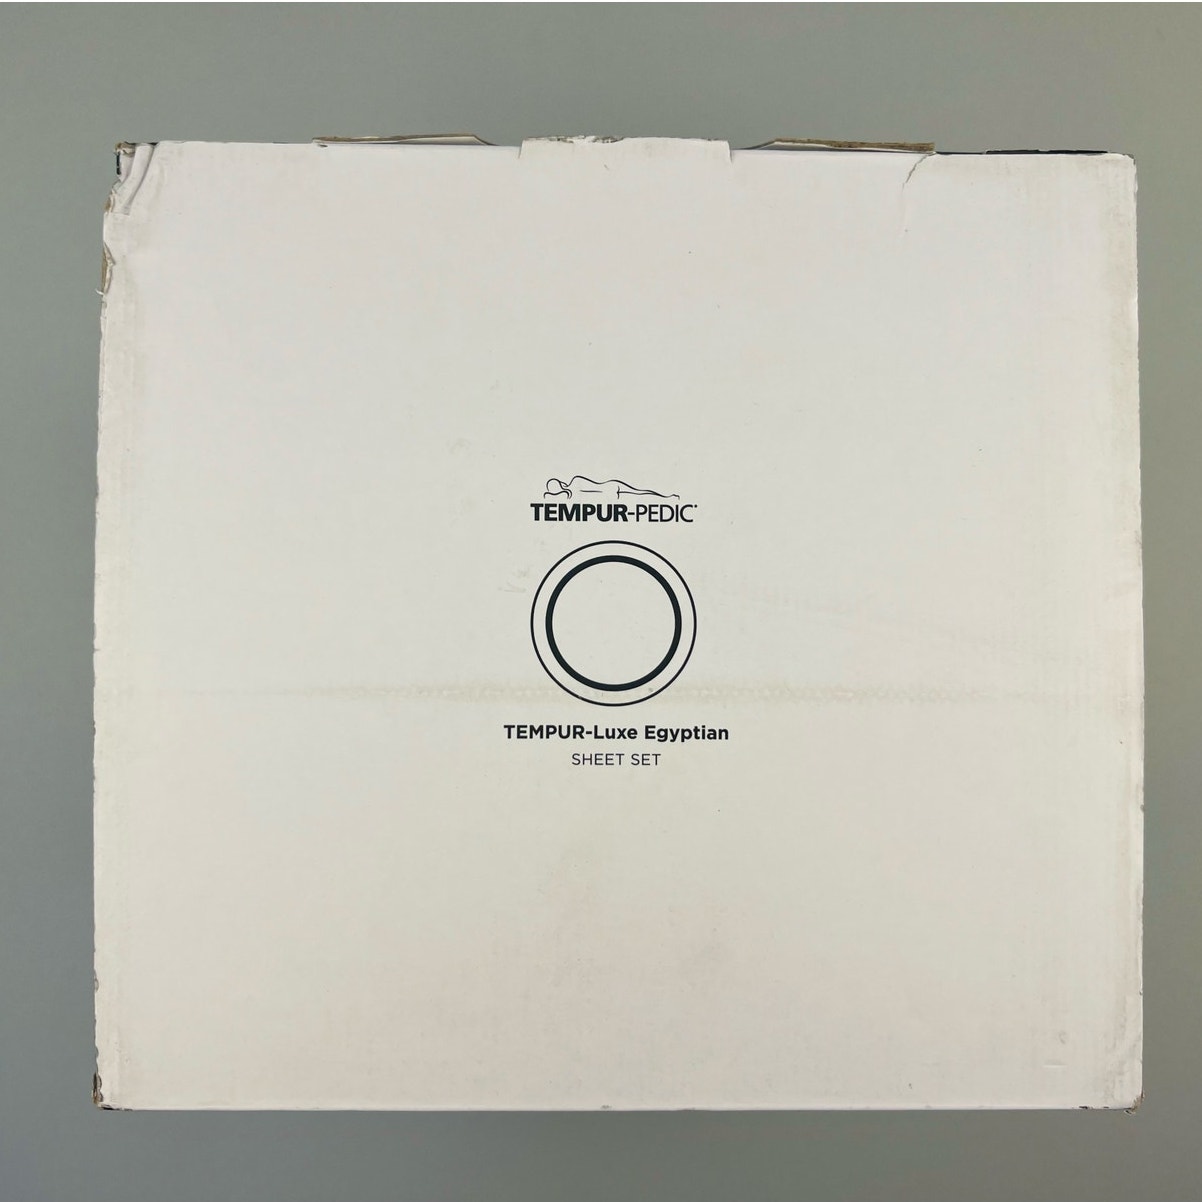 TEMPUR-PEDIC®
TEMPUR-Luxe Egyptian
SHEET SET